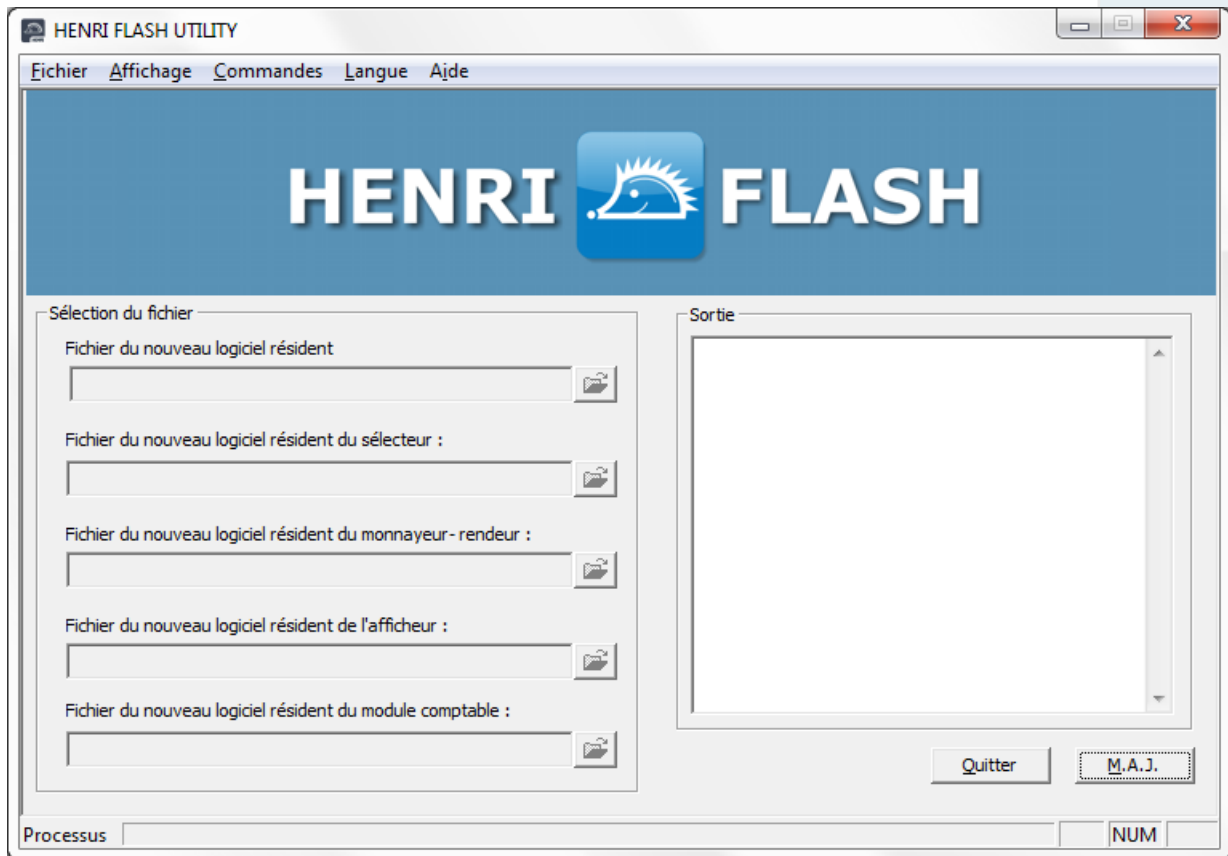 HENRI FLASH UTILITY
Fichier Affichage Commandes Langue Aide
HENRI FLASH
Sélection du fichier
Fichier du nouveau logiciel résident
Fichier du nouveau logiciel résident du sélecteur :
Fichier du nouveau logiciel résident du monnayeur- rendeur :
Fichier du nouveau logiciel résident de l'afficheur :
Fichier du nouveau logiciel résident du module comptable :
Sortie
Quitter M.A.J.
Processus NUM